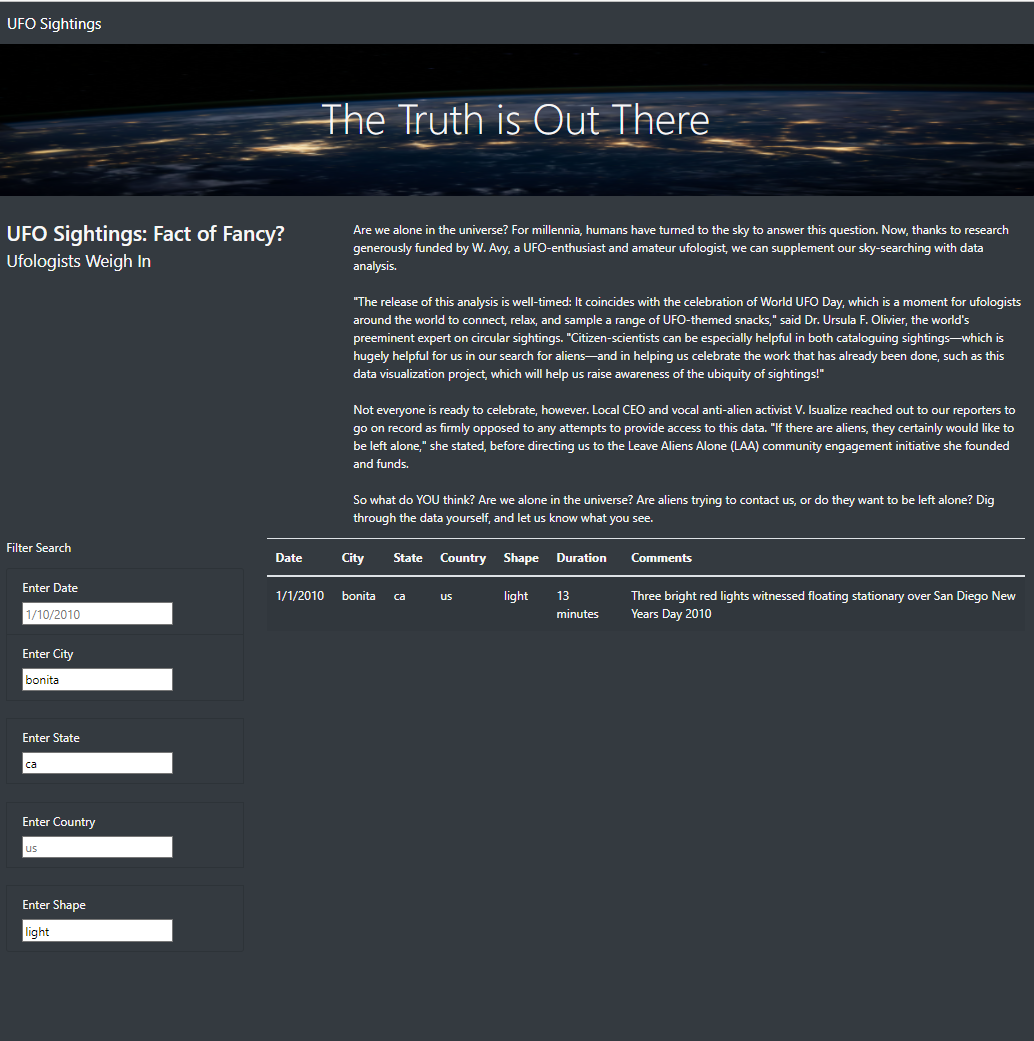 UFO Sightings
The Truth is Out There
UFO Sightings: Fact of Fancy?
Ufologists Weigh In
Are we alone in the universe? For millennia, humans have turned to the sky to answer this question. Now, thanks to research
generously funded by W. Avy, a UFO-enthusiast and amateur ufologist, we can supplement our sky-searching with data
analysis.
"The release of this analysis is well-timed: It coincides with the celebration of World UFO Day, which is a moment for ufologists
around the world to connect, relax, and sample a range of UFO-themed snacks," said Dr. Ursula F. Olivier, the world's
preeminent expert on circular sightings. "Citizen-scientists can be especially helpful in both cataloguing sightings—which is
hugely helpful for us in our search for aliens—and in helping us celebrate the work that has already been done, such as this
data visualization project, which will help us raise awareness of the ubiquity of sightings!"
Not everyone is ready to celebrate, however. Local CEO and vocal anti-alien activist V. Isualize reached out to our reporters to
go on record as firmly opposed to any attempts to provide access to this data. "If there are aliens, they certainly would like to
be left alone," she stated, before directing us to the Leave Aliens Alone (LAA) community engagement initiative she founded
and funds.
So what do YOU think? Are we alone in the universe? Are aliens trying to contact us, or do they want to be left alone? Dig
through the data yourself, and let us know what you see.
Filter Search
Enter Date
1/10/2010
Enter City
bonita
Enter State
ca
Enter Country
us
Enter Shape
light
Date City State Country Shape Duration Comments
1/1/2010 bonita ca us light 13 Three bright red lights witnessed floating stationary over San Diego New
minutes Years Day 2010